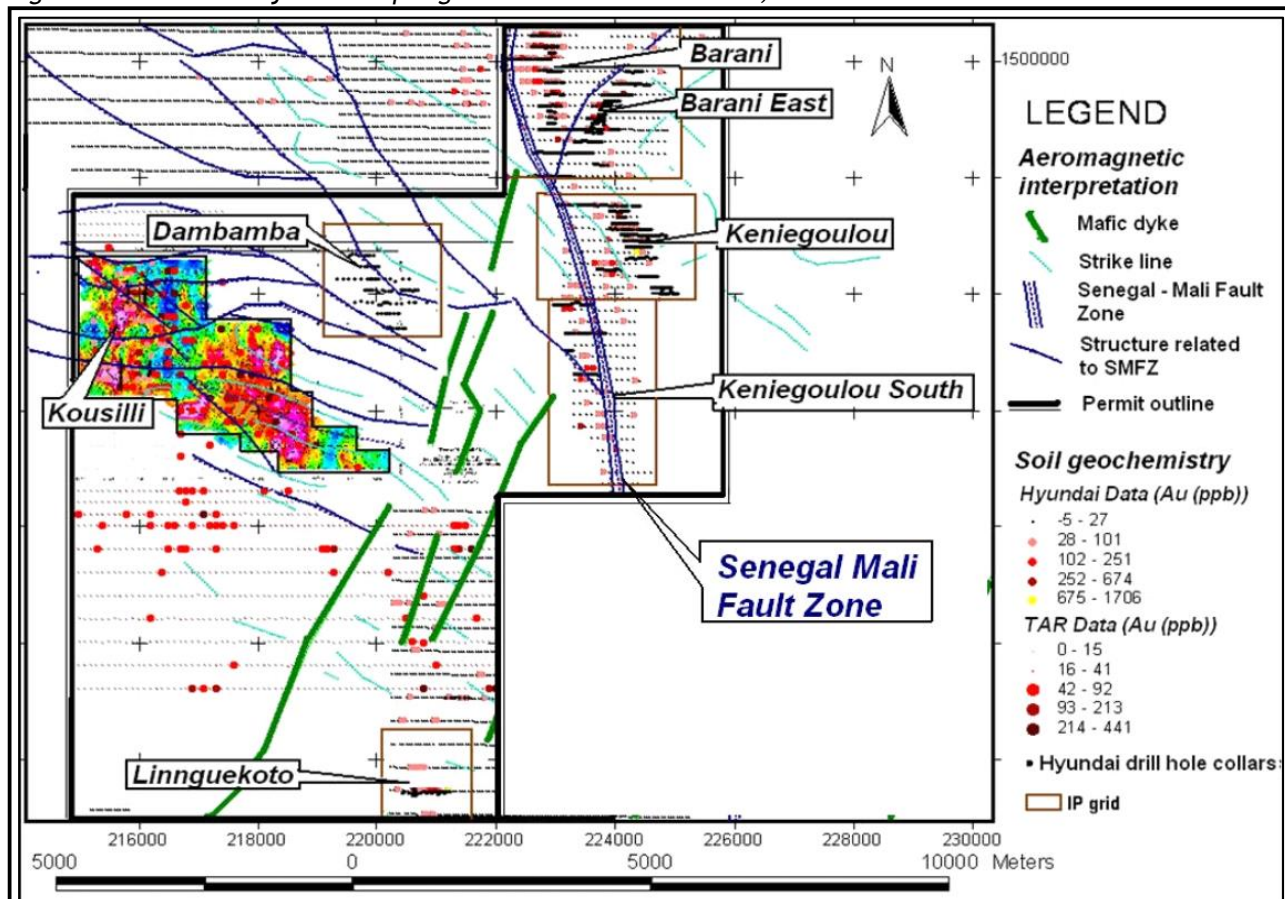 Barani
1500000
Barani East
N
LEGEND
Aeromagnetic
interpretation
Mafic dyke
Strike line
Senegal - Mali Fault
Zone
Structure related
to SMFZ
Permit outline
Dambamba
Keniegoulou
Kousilli
Keniegoulou South
Soil geochemistry
Hyundai Data (Au (ppb))
-5 - 27
28 - 101
102 - 251
252 - 674
675 - 1706
TAR Data (Au (ppb))
0 - 15
16 - 41
42 - 92
93 - 213
214 - 441
Hyundai drill hole collars
IP grid
Senegal Mali
Fault Zone
Linnguekoto
216000 218000 220000 222000 224000 226000 228000 230000
5000 0 5000 10000 Meters